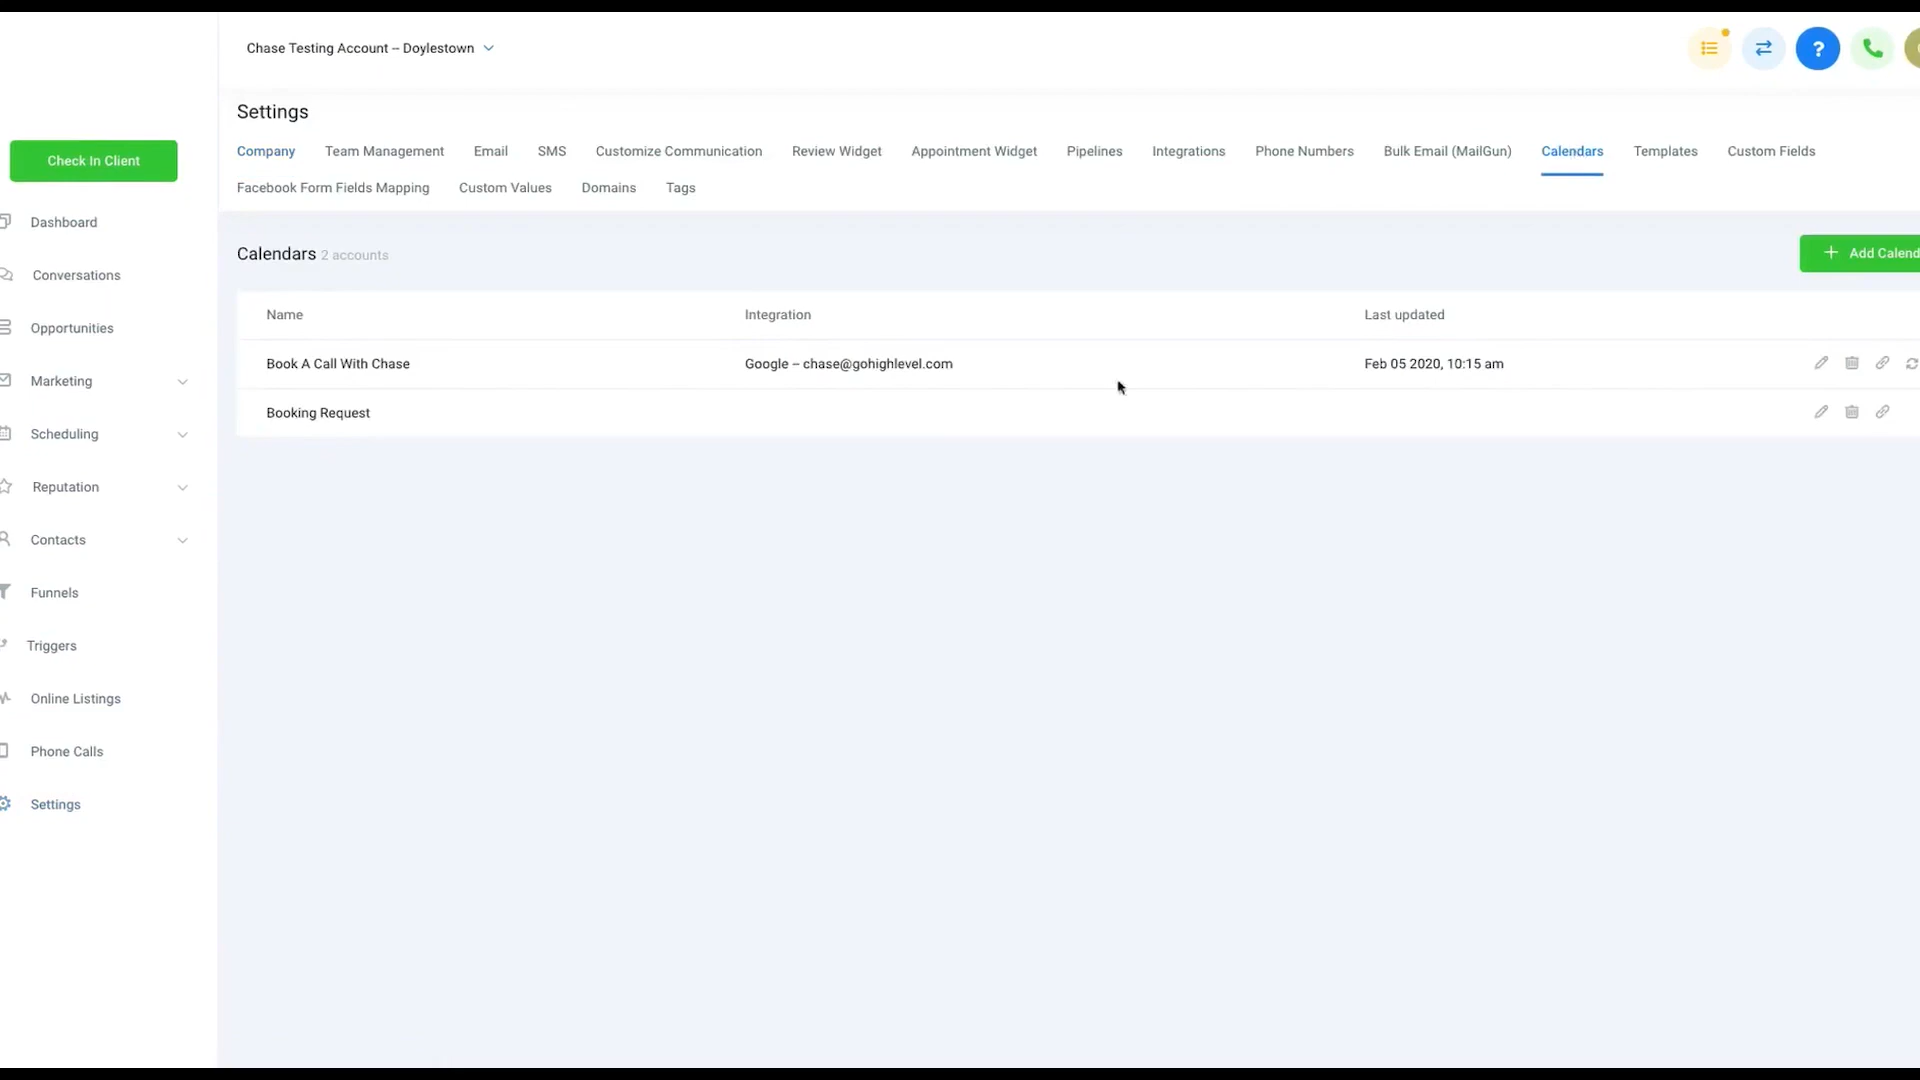 Chase Testing Account – Doylestown
?
Settings
Company Team Management Email SMS Customize Communication Review Widget Appointment Widget Pipelines Integrations Phone Numbers Bulk Email (MailGun) Calendars Templates Custom Fields
Facebook Form Fields Mapping Custom Values Domains Tags
Check In Client
Dashboard
Conversations
Opportunities
Marketing
Scheduling
Reputation
Contacts
Funnels
Triggers
Online Listings
Phone Calls
Settings
Calendars 2 accounts
+ Add Calend
Name Integration Last updated
Book A Call With Chase Google – chase@gohighlevel.com Feb 05 2020, 10:15 am
Booking Request